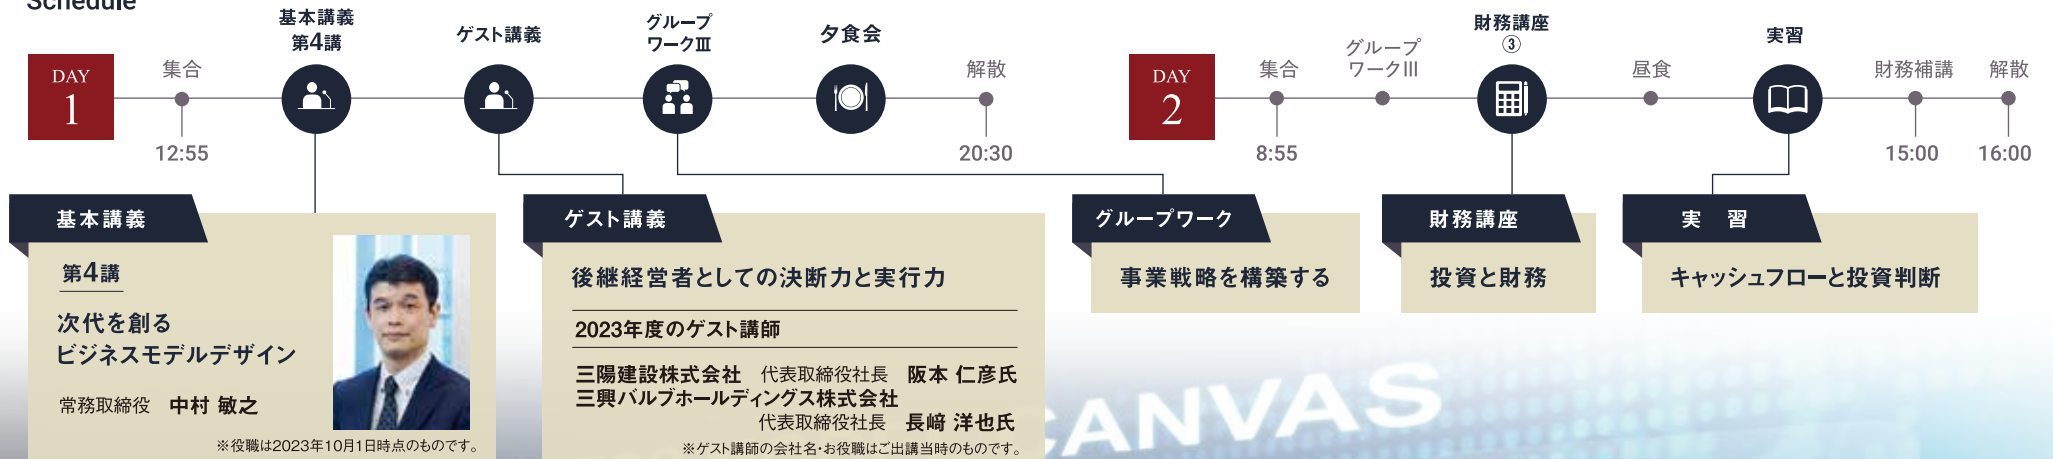 Schedule
DAY
1
集合
12:55
基本講義
第4講
ゲスト講義
グループ
ワークⅢ
夕食会
解散
20:30
DAY
2
集合
8:55
グループ
ワークⅢ
財務講座
③
昼食
実習
財務補講
15:00
解散
16:00
基本講義
第4講
次代を創る
ビジネスモデルデザイン
常務取締役 中村 敏之
※役職は2023年10月1日時点のものです。
ゲスト講義
後継経営者としての決断力と実行力
2023年度のゲスト講師
三陽建設株式会社 代表取締役社長 阪本 仁彦氏
三興バルブホールディングス株式会社
代表取締役社長 長﨑 洋也氏
※ゲスト講師の会社名・お役職はご出講当時のものです。
グループワーク
事業戦略を構築する
財務講座
投資と財務
実 習
キャッシュフローと投資判断
CANVAS